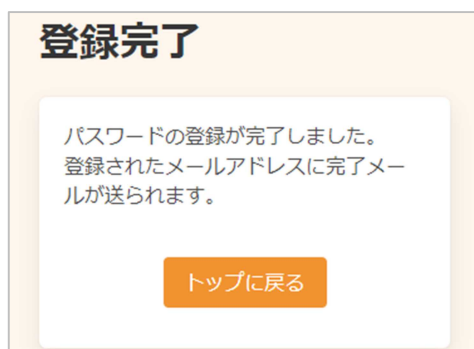 登録完了
パスワードの登録が完了しました。
登録されたメールアドレスに完了メー
ルが送られます。
トップに戻る